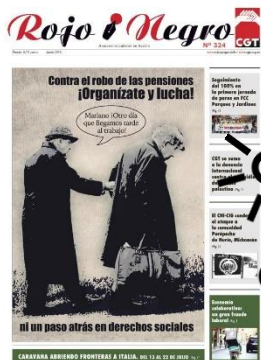 Rojo y Negro
Nº 324
CGT
Contra el robo de las pensiones
¡Organízate y lucha!
Mariano ¡Otro día
que llegamos tarde
al trabajo!
ni un paso atrás en derechos sociales
Seguimiento
del 100% en
la primera jornada
de paros en FCC
Parques y Jardines
CGT se suma
a la denuncia
internacional
contra el
palestina
El CNI-CIG
el ataque a
la comunidad
Purépecha
de Nurío, Michoacán
Economía
colaborativa:
un gran fraude
laboral
CARAVANA ABRIENDO FRONTERAS A ITALIA, DEL 13 AL 22 DE JULIO